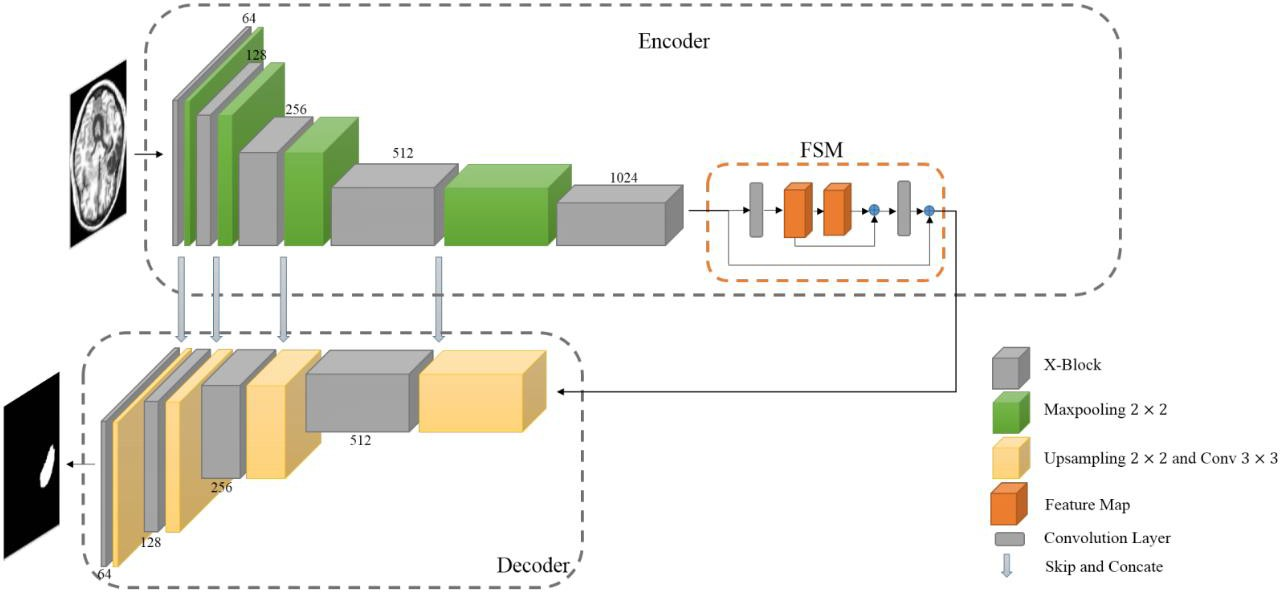 Encoder
64
128
256
512
1024
FSM
512
256
128
64
Decoder
X-Block
Maxpooling 2 × 2
Upsampling 2 × 2 and Conv 3 × 3
Feature Map
Convolution Layer
Skip and Concate